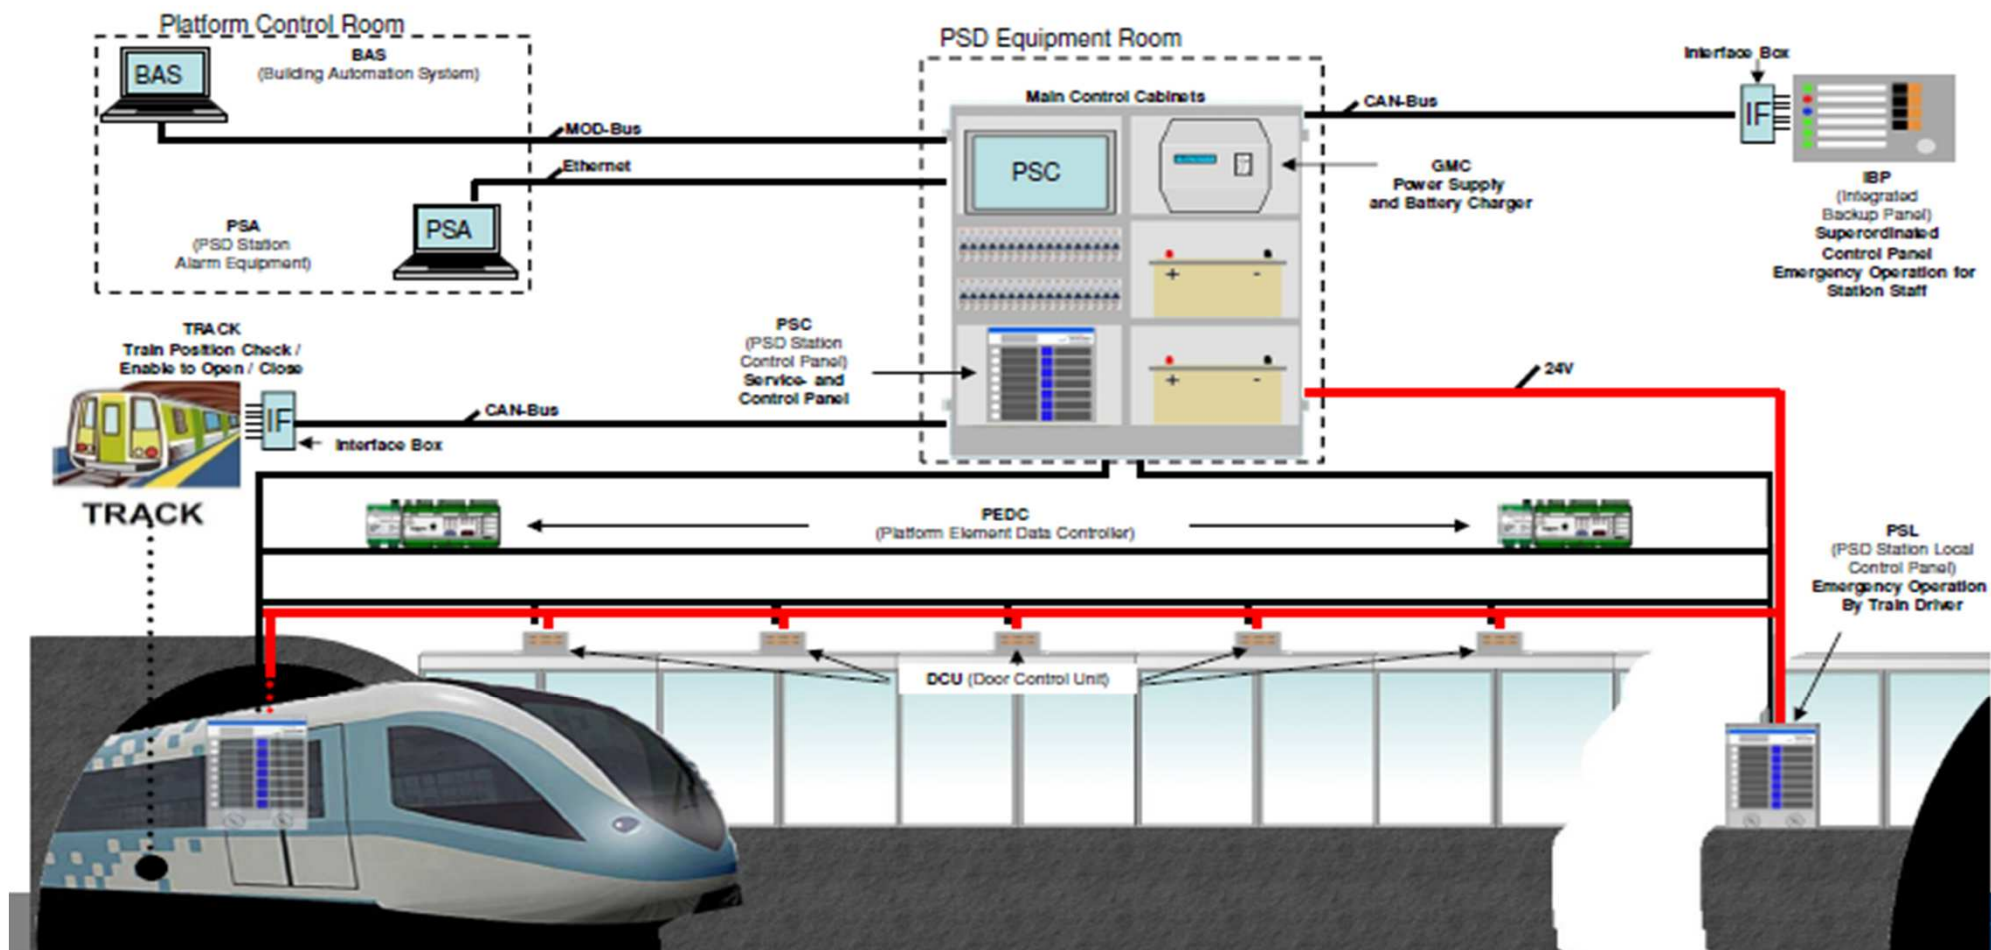 Platform Control Room
BAS
BAS
(Building Automation System)
MOD-Bus
Ethernet
PSA
PSA
(PSD Station
Alarm Equipment)
PSD Equipment Room
Main Control Cabinets
PSC
+ -
+ -
CAN-Bus
Interface Box
IF
GMC
Power Supply
and Battery Charger
IBP
(Integrated
Backup Panel)
Superordinated
Control Panel
Emergency Operation for
Station Staff
TRACK
Train Position Check /
Enable to Open / Close
IF
CAN-Bus
Interface Box
TRACK
PSC
(PSD Station
Control Panel)
Service- and
Control Panel
24V
PEDC
(Platform Element Data Controller)
PSL
(PSD Station Local
Control Panel)
Emergency Operation
By Train Driver
DCU (Door Control Unit)